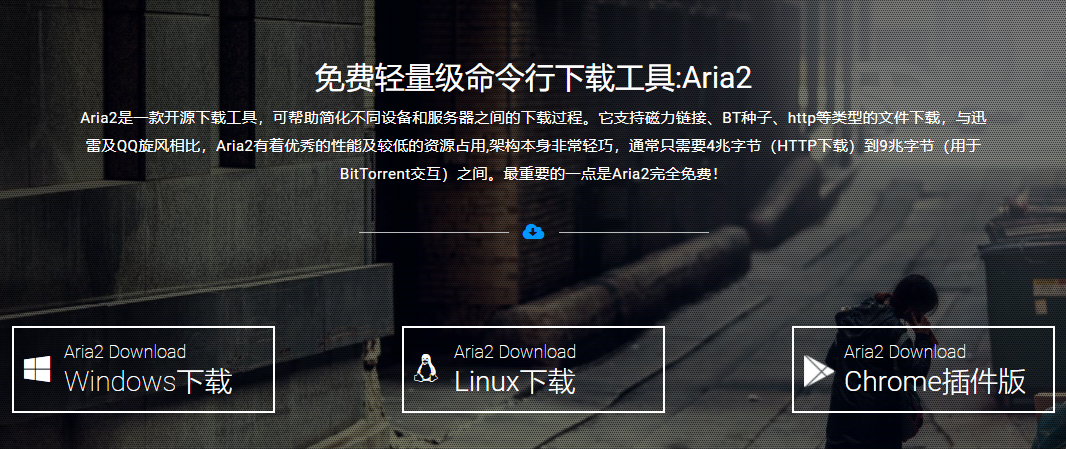 免费轻量级命令行下载工具:Aria2
Aria2是一款开源下载工具，可帮助简化不同设备和服务器之间的下载过程。它支持磁力链接、BT种子、http等类型的文件下载，与迅
雷及QQ旋风相比，Aria2有着优秀的性能及较低的资源占用,架构本身非常轻巧，通常只需要4兆字节（HTTP下载）到9兆字节（用于
BitTorrent交互）之间。最重要的一点是Aria2完全免费！
Aria2 Download
Windows下载
Aria2 Download
Linux下载
Aria2 Download
Chrome插件版